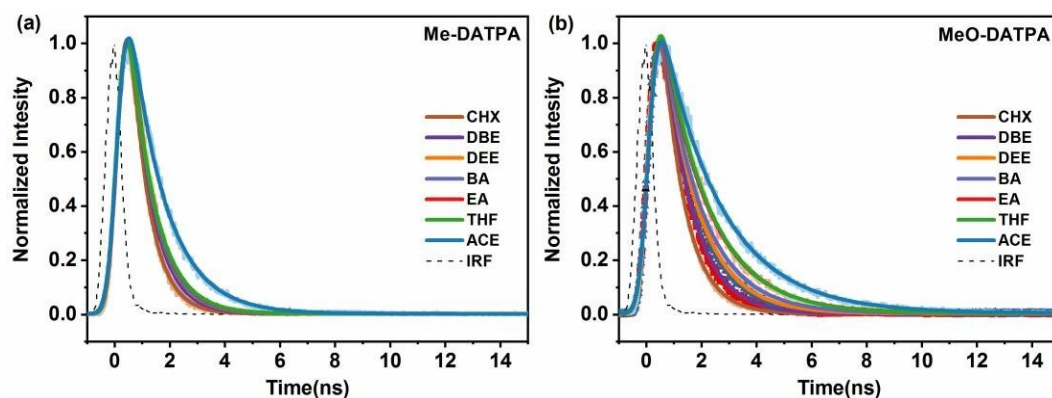 (a)
Me-DATPA
Normalized Intesity
1.0
0.8
0.6
0.4
0.2
0.0
CHX
DBE
DEE
BA
EA
THF
ACE
IRF
0 2 4 6 8 10 12 14
Time(ns)
(b)
MeO-DATPA
Normalized Intesity
1.0
0.8
0.6
0.4
0.2
0.0
CHX
DBE
DEE
BA
EA
THF
ACE
IRF
0 2 4 6 8 10 12 14
Time(ns)